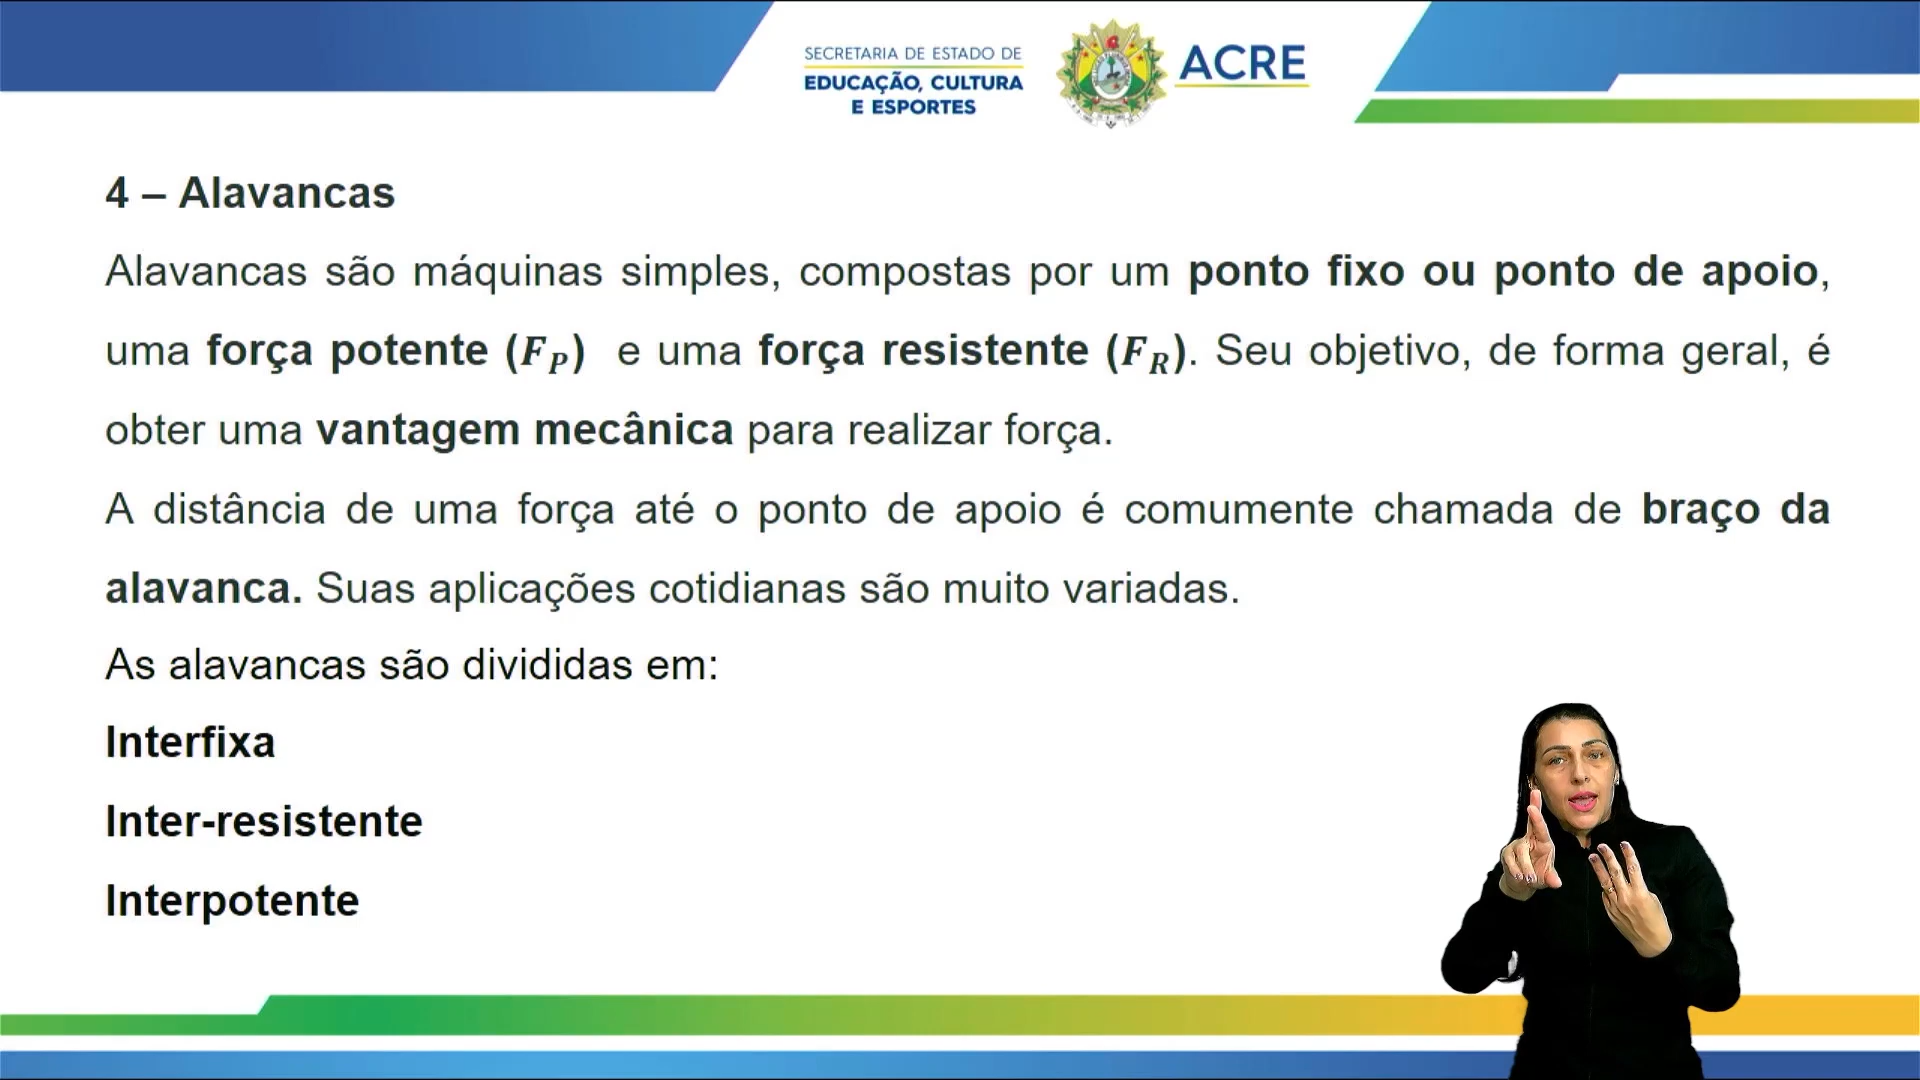 SECRETARIA DE ESTADO DE
EDUCAÇÃO, CULTURA
E ESPORTES
ACRE
4 – Alavancas
Alavancas são máquinas simples, compostas por um ponto fixo ou ponto de apoio,
uma força potente (F_P) e uma força resistente (F_R). Seu objetivo, de forma geral, é
obter uma vantagem mecânica para realizar força.
A distância de uma força até o ponto de apoio é comumente chamada de braço da
alavanca. Suas aplicações cotidianas são muito variadas.
As alavancas são divididas em:
Interfixa
Inter-resistente
Interpotente